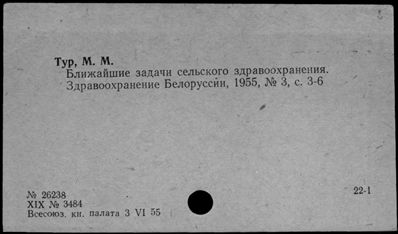 Тур, М. М.
Ближайшие задачи сельского здравоохранения.
Здравоохранение Белоруссии, 1955, № 3, с. 3-6
№ 26238
XIX № 3484
Всесоюз. кн. палата 3 VI 55
22-1